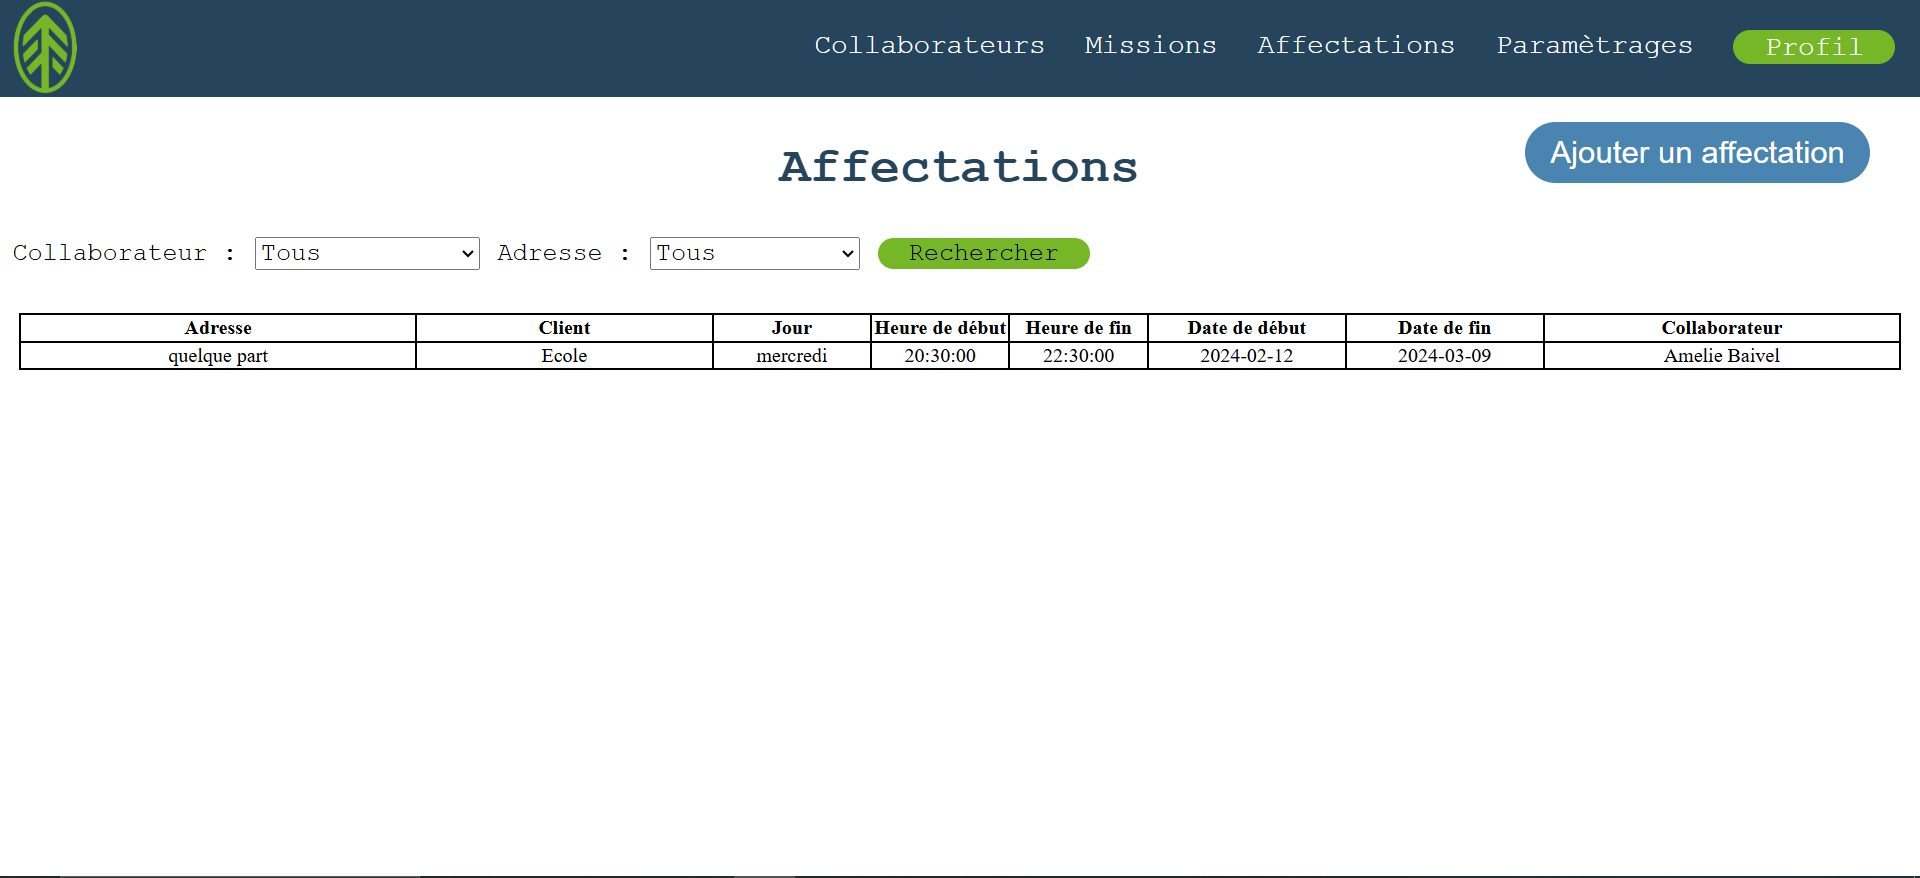 Collaborateurs Missions Affectations Paramètrages Profil
Ajouter un affectation
Affectations
Collaborateur : Tous Adresse : Tous Rechercher
Adresse Client Jour Heure de début Heure de fin Date de début Date de fin Collaborateur
quelque part Ecole mercredi 20:30:00 22:30:00 2024-02-12 2024-03-09 Amelie Baivel